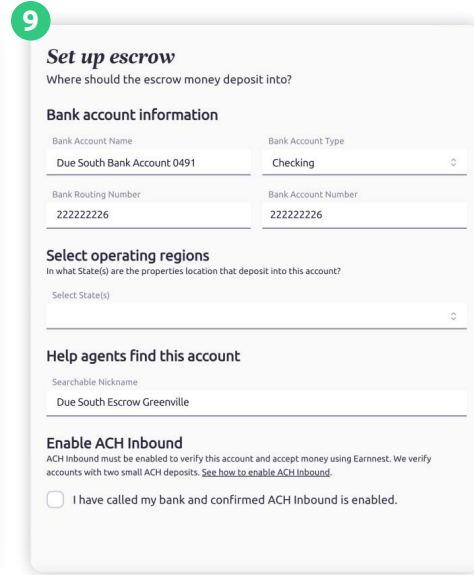 9
Set up escrow
Where should the escrow money deposit into?
Bank account information
Bank Account Name
Bank Account Type
Due South Bank Account 0491
Checking
Bank Routing Number
Bank Account Number
222222226
222222226
Select operating regions
In what State(s) are the properties location that deposit into this account?
Select State(s)
Help agents find this account
Searchable Nickname
Due South Escrow Greenville
Enable ACH Inbound
ACH Inbound must be enabled to verify this account and accept money using Earnnest. We verify
accounts with two small ACH deposits. See how to enable ACH Inbound.
I have called my bank and confirmed ACH Inbound is enabled.